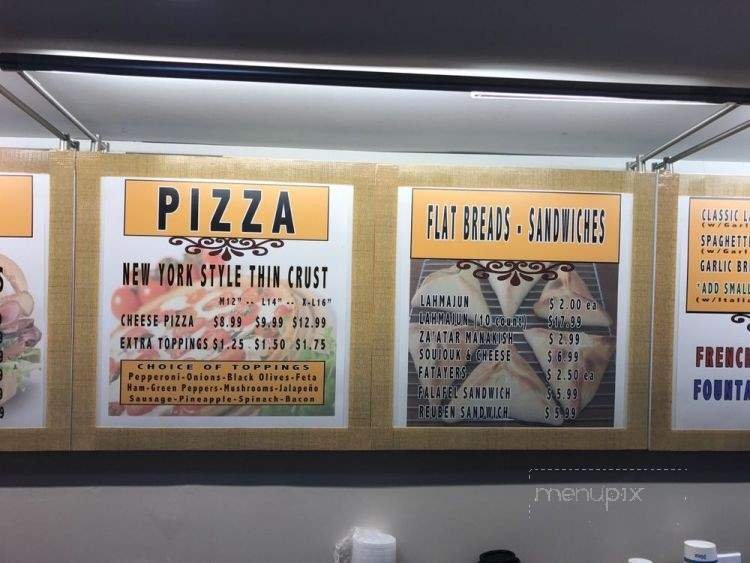 PIZZA
NEW YORK STYLE THIN CRUST
M12" -- L14" -- X-L16"
CHEESE PIZZA $8.99 $9.99 $12.99
EXTRA TOPPINGS $1.25 . $1.50 $1.75
CHOICE OF TOPPINGS
Pepperoni-Onions-Black Olives-Feta
Ham-Green Peppers-Mushrooms-Jalapeño
Sausage-Pineapple-Spinach-Bacon
FLAT BREADS - SANDWICHES
LAHMAJUN $ 2.00 ea
LAHMAJUN (10 count) $17.99
ZA'ATAR MANAKISH $ 2.99
SOUJOUK & CHEESE $ 6.99
FATAYERS $ 2.50 ea
FALAFEL SANDWICH $ 5.99
REUBEN SANDWICH $ 5.99
CLASSIC
SPAGHETTI
GARLIC
*ADD SMALL
FRENCH
menupix